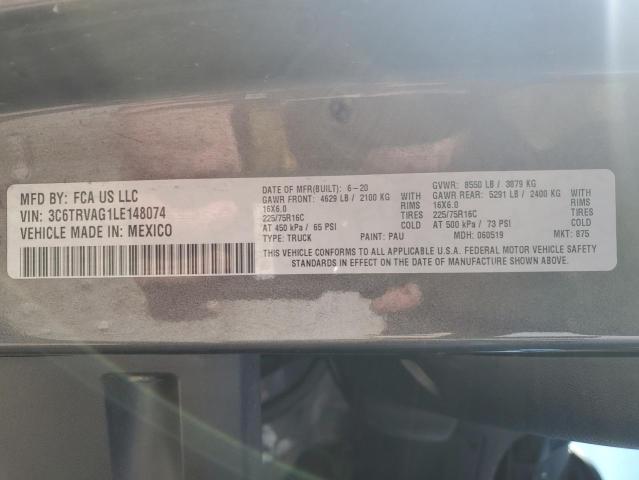 MFD BY: FCA US LLC
VIN: 3C6TRVAG1LE148074
VEHICLE MADE IN: MEXICO
DATE OF MFR(BUILT): 6-20 GVWR: 8550 LB / 3879 KG
GAWR FRONT: 4629 LB / 2100 KG WITH GAWR REAR: 5291 LB / 2400 KG WITH
16X6.0 RIMS 16X6.0 RIMS
225/75R16C WITH 225/75R16C TIRES
AT 450 kPa / 65 PSI COLD AT 500 kPa / 73 PSI COLD
TYPE: TRUCK PAINT: PAU MDH: 060519 MKT: 875
THIS VEHICLE CONFORMS TO ALL APPLICABLE U.S.A. FEDERAL MOTOR VEHICLE SAFETY
STANDARDS IN EFFECT ON THE DATE OF MANUFACTURE SHOWN ABOVE.